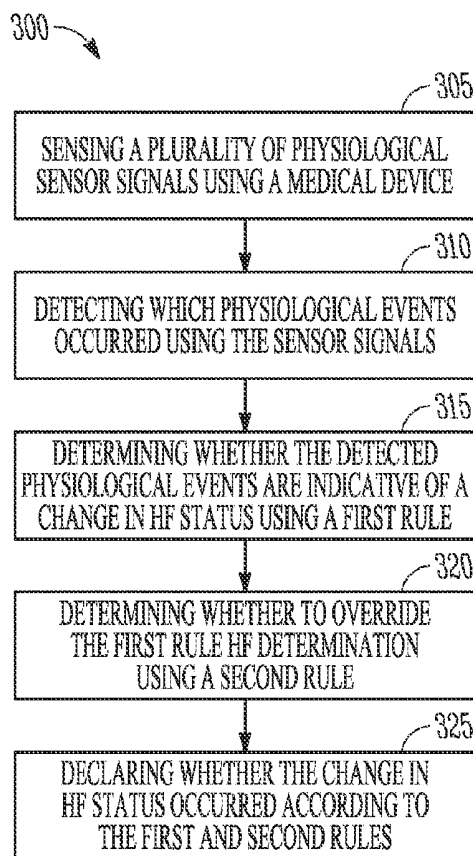 300
305
SENSING A PLURALITY OF PHYSIOLOGICAL
SENSOR SIGNALS USING A MEDICAL DEVICE
310
DETECTING WHICH PHYSIOLOGICAL EVENTS
OCCURRED USING THE SENSOR SIGNALS
315
DETERMINING WHETHER THE DETECTED
PHYSIOLOGICAL EVENTS ARE INDICATIVE OF A
CHANGE IN HF STATUS USING A FIRST RULE
320
DETERMINING WHETHER TO OVERRIDE
THE FIRST RULE HF DETERMINATION
USING A SECOND RULE
325
DECLARING WHETHER THE CHANGE IN
HF STATUS OCCURRED ACCORDING TO
THE FIRST AND SECOND RULES